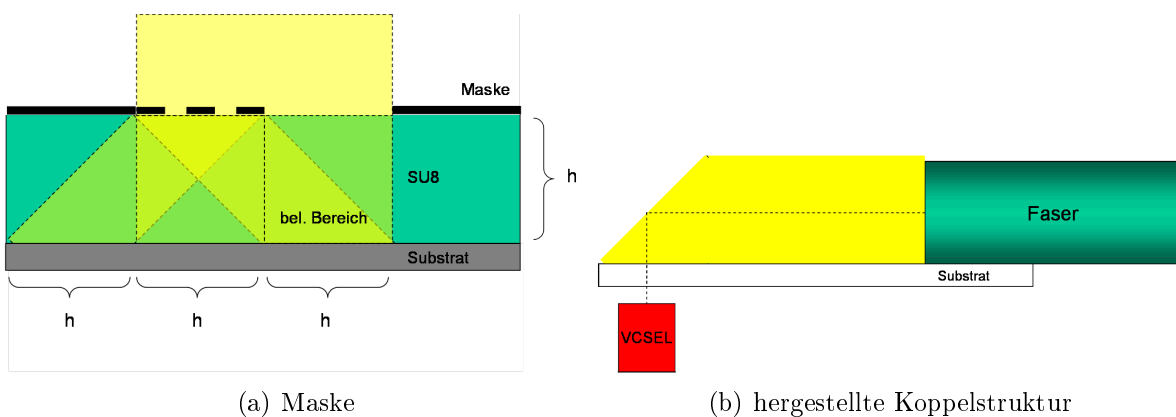 Maske
SU8
h
bel. Bereich
Substrat
h
h
h
(a) Maske
Faser
Substrat
VCSEL
(b) hergestellte Koppelstruktur